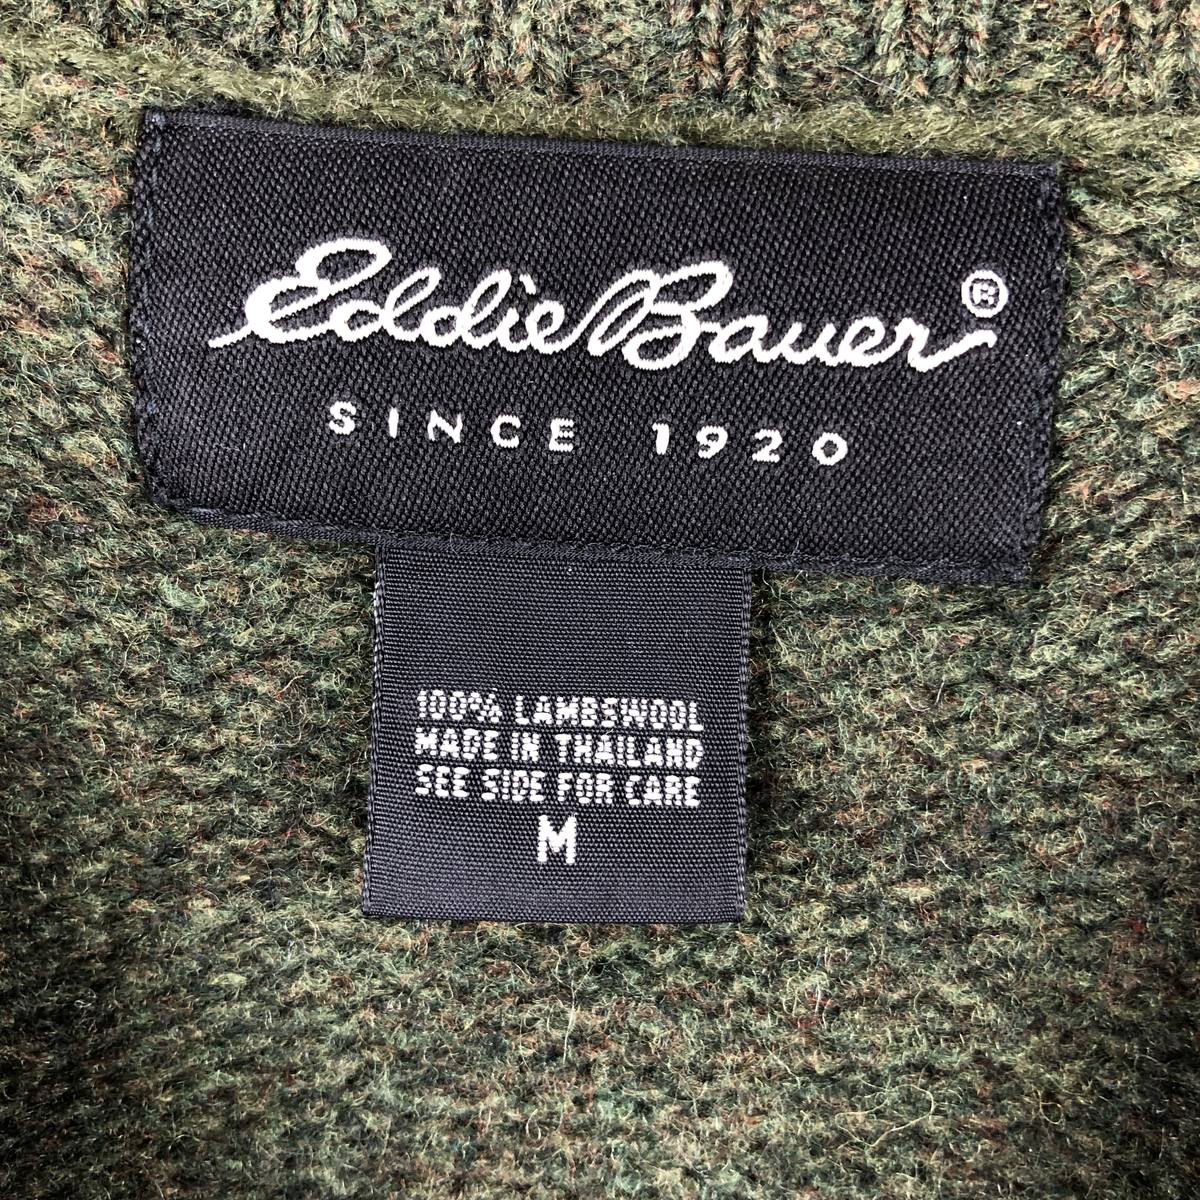 Eddie Bauer®
SINCE 1920
100% LAMBSWOOL
MADE IN THAILAND
SEE SIDE FOR CARE
M